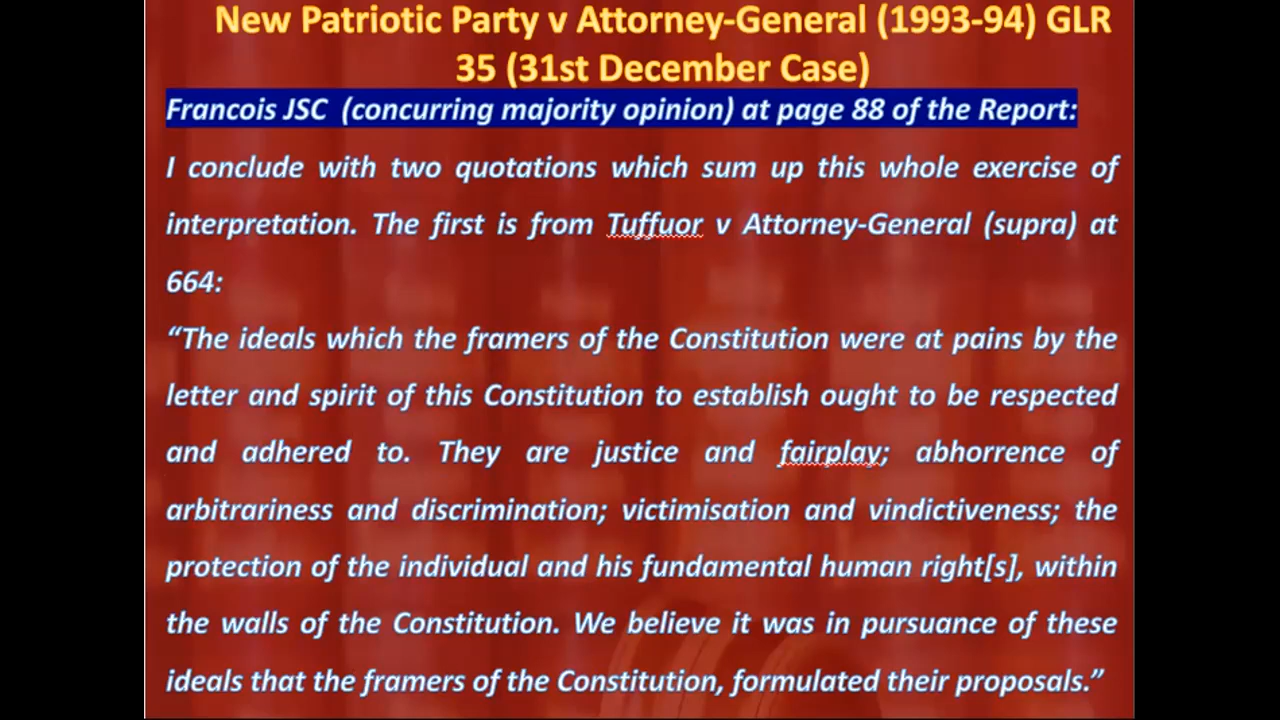 New Patriotic Party v Attorney-General (1993-94) GLR
35 (31st December Case)
Francois JSC (concurring majority opinion) at page 88 of the Report:
I conclude with two quotations which sum up this whole exercise of
interpretation. The first is from Tuffuor v Attorney-General (supra) at
664:
“The ideals which the framers of the Constitution were at pains by the
letter and spirit of this Constitution to establish ought to be respected
and adhered to. They are justice and fairplay; abhorrence of
arbitrariness and discrimination; victimisation and vindictiveness; the
protection of the individual and his fundamental human right[s], within
the walls of the Constitution. We believe it was in pursuance of these
ideals that the framers of the Constitution, formulated their proposals.”